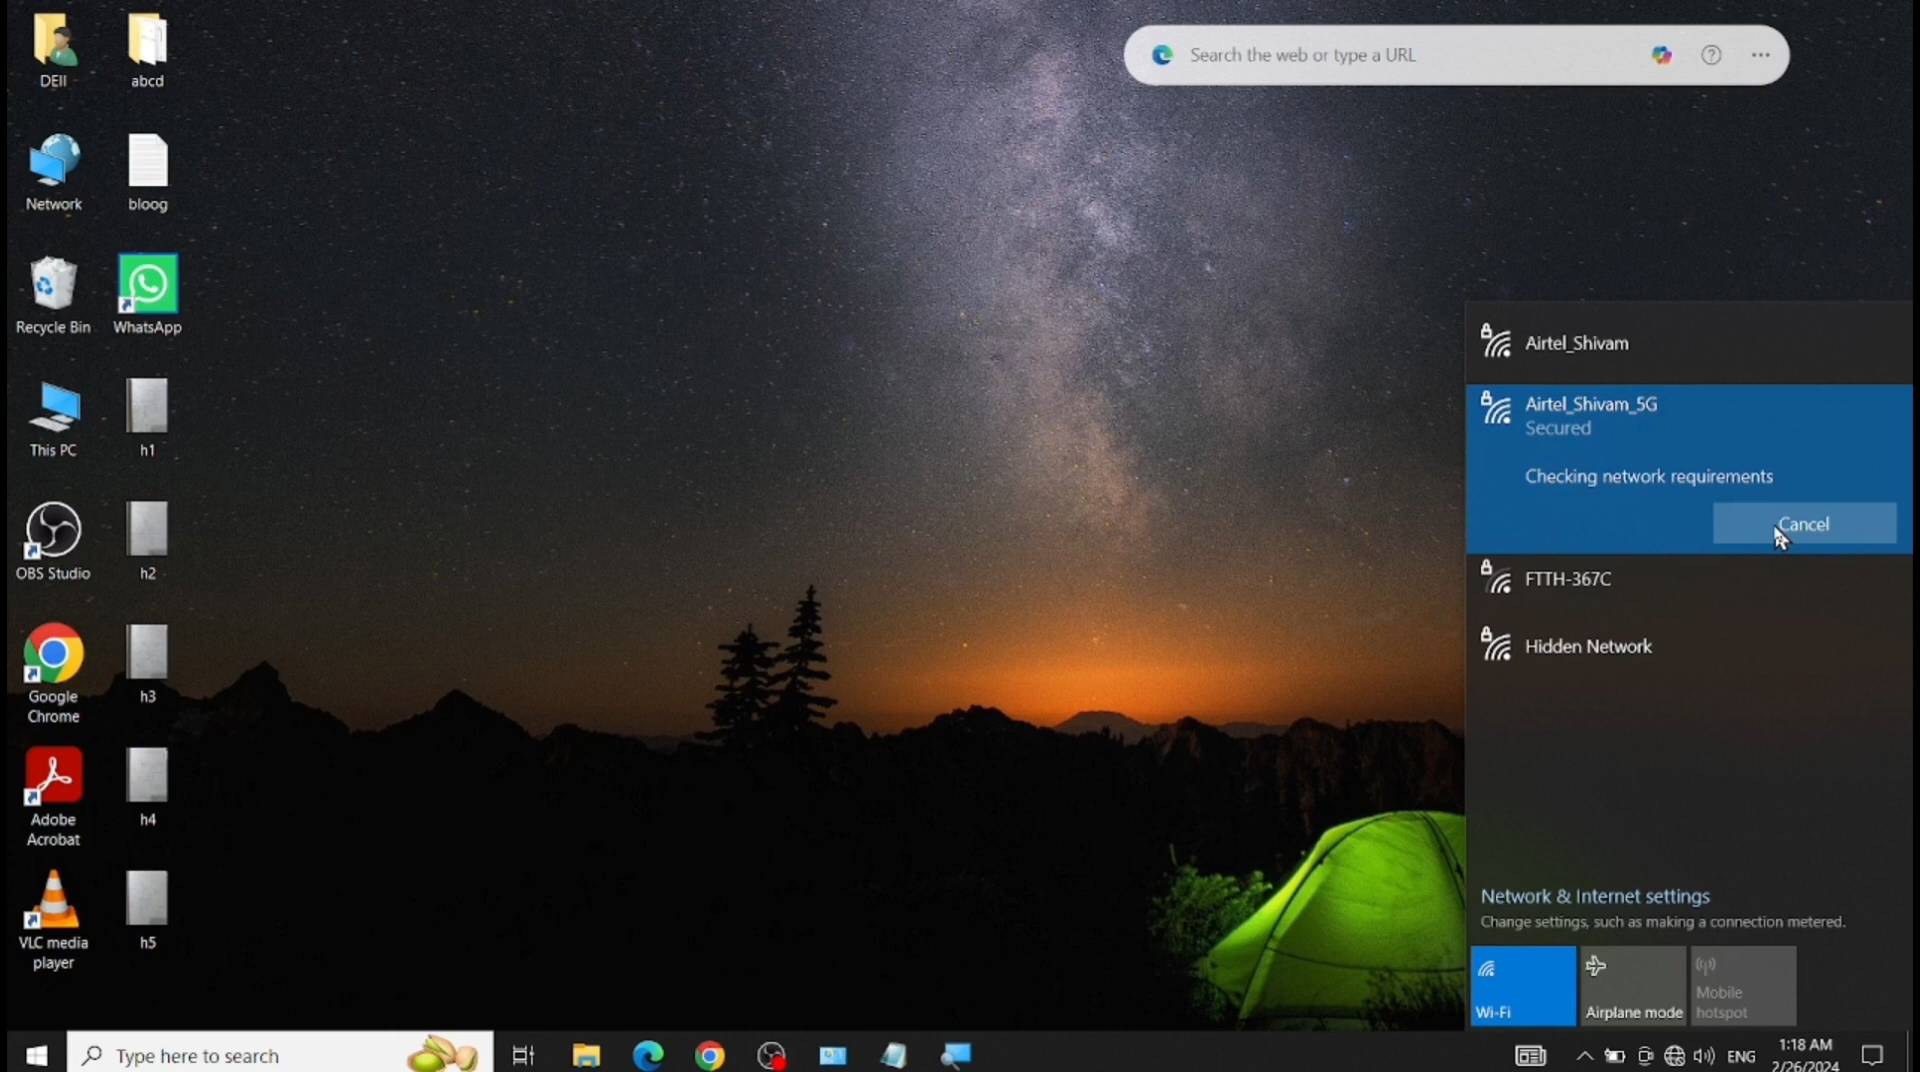 DEll
abcd
Network
bloog
Recycle Bin
WhatsApp
This PC
h1
OBS Studio
h2
Google
Chrome
h3
Adobe
Acrobat
h4
VLC media
player
h5
Search the web or type a URL
Airtel_Shivam
Airtel_Shivam_5G
Secured
Checking network requirements
Cancel
FTTH-367C
Hidden Network
Network & Internet settings
Change settings, such as making a connection metered.
Wi-Fi
Airplane mode
Mobile
hotspot
Type here to search
ENG
1:18 AM
2/26/2024